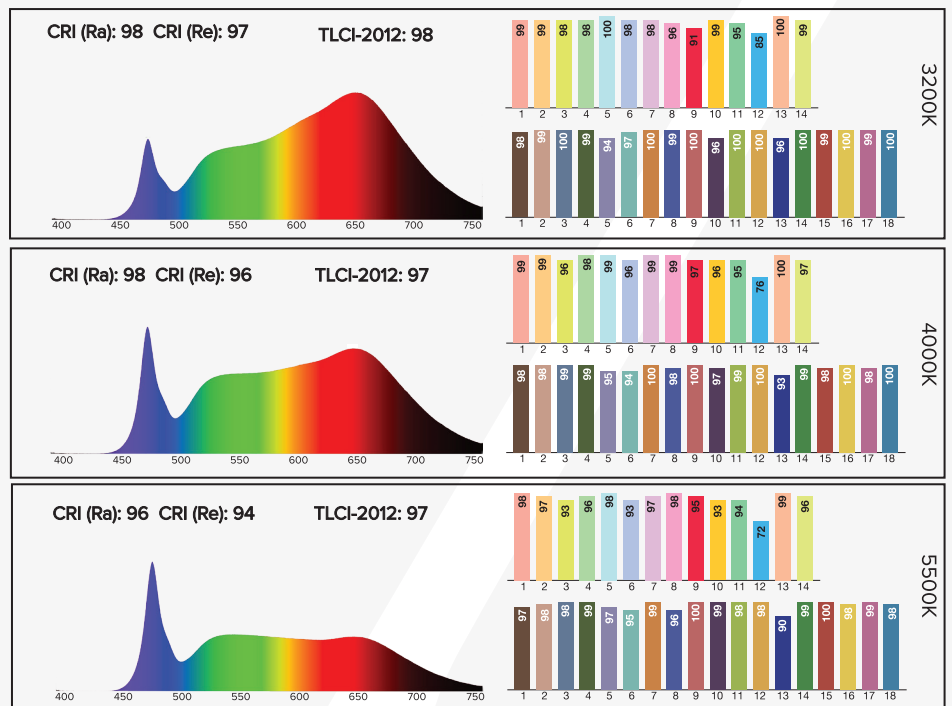 CRI (Ra): 98 CRI (Re): 97 TLCI-2012: 98
99 99 98 98 100 98 98 96 91 99 95 85 100 99
1 2 3 4 5 6 7 8 9 10 11 12 13 14
98 99 100 99 94 97 100 99 100 96 100 100 96 100 99 100 99 100
1 2 3 4 5 6 7 8 9 10 11 12 13 14 15 16 17 18
400 450 500 550 600 650 700 750
3200K
CRI (Ra): 98 CRI (Re): 96 TLCI-2012: 97
99 99 96 98 99 96 99 99 97 96 95 76 100 97
1 2 3 4 5 6 7 8 9 10 11 12 13 14
98 98 99 99 95 94 100 98 100 97 99 100 93 99 98 100 98 100
1 2 3 4 5 6 7 8 9 10 11 12 13 14 15 16 17 18
400 450 500 550 600 650 700 750
4000K
CRI (Ra): 96 CRI (Re): 94 TLCI-2012: 97
98 97 93 96 98 93 97 98 95 93 94 72 99 96
1 2 3 4 5 6 7 8 9 10 11 12 13 14
97 98 98 99 97 95 99 96 100 99 98 98 90 99 100 98 99 98
1 2 3 4 5 6 7 8 9 10 11 12 13 14 15 16 17 18
400 450 500 550 600 650 700 750
5500K